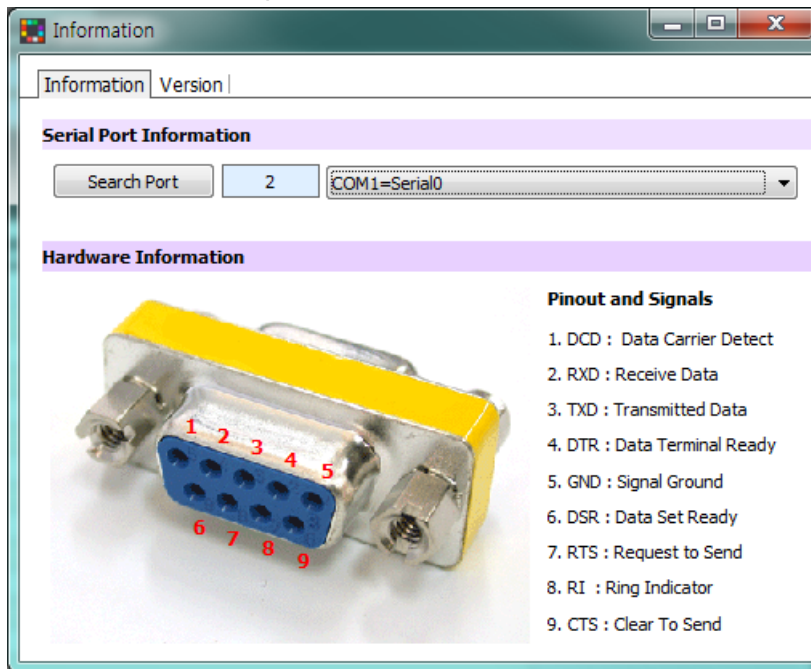 Information
Information Version
Serial Port Information
Search Port 2 COM1=Serial0
Hardware Information
Pinout and Signals
1. DCD : Data Carrier Detect
2. RXD : Receive Data
3. TXD : Transmitted Data
4. DTR : Data Terminal Ready
5. GND : Signal Ground
6. DSR : Data Set Ready
7. RTS : Request to Send
8. RI : Ring Indicator
9. CTS : Clear To Send
1 2 3 4 5
6 7 8 9